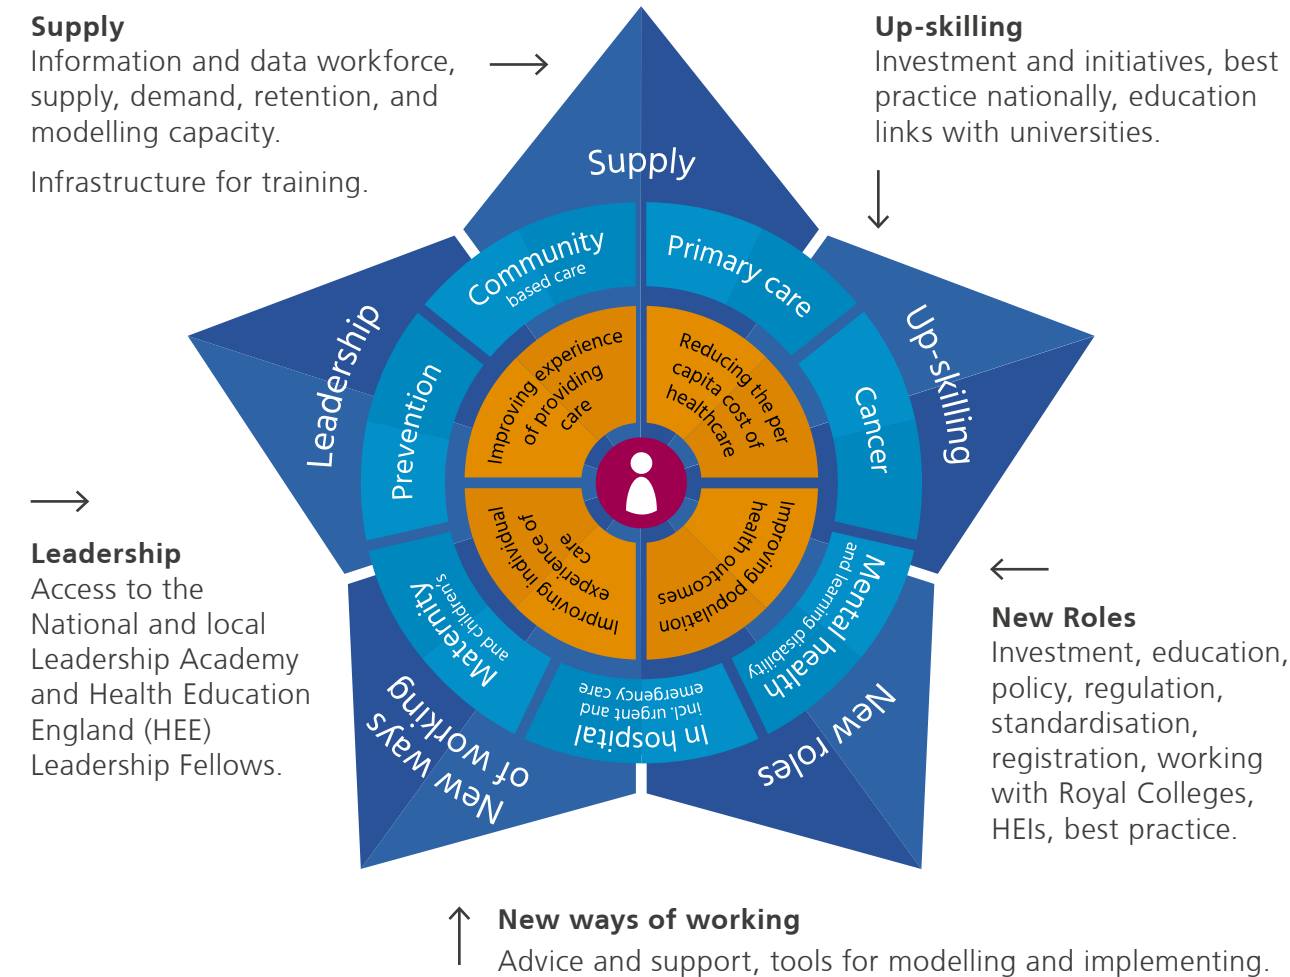 Supply
Information and data workforce,
supply, demand, retention, and
modelling capacity.
Infrastructure for training.
Up-skilling
Investment and initiatives, best
practice nationally, education
links with universities.
Supply
Leadership
Up-skilling
New roles
New ways
of working
Community
based care
Primary care
Cancer
Mental health
and learning disability
In hospital
incl. urgent and
emergency care
Maternity
and children's
Prevention
Improving experience
of providing
care
Reducing the per
capita cost of
healthcare
Improving population
health outcomes
Improving individual
experience of
care
Leadership
Access to the
National and local
Leadership Academy
and Health Education
England (HEE)
Leadership Fellows.
New Roles
Investment, education,
policy, regulation,
standardisation,
registration, working
with Royal Colleges,
HEIs, best practice.
New ways of working
Advice and support, tools for modelling and implementing.